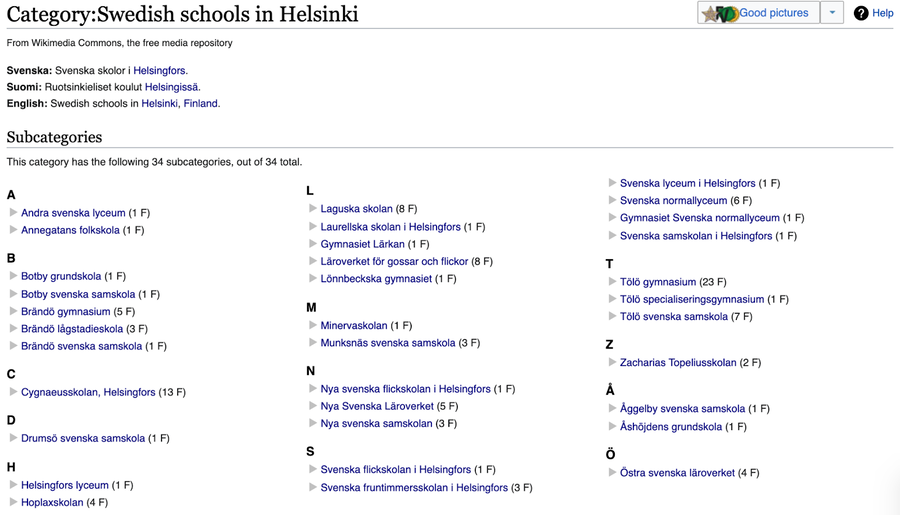 Category:Swedish schools in Helsinki
Good pictures
Help
From Wikimedia Commons, the free media repository
Svenska: Svenska skolor i Helsingfors.
Suomi: Ruotsinkieliset koulut Helsingissä.
English: Swedish schools in Helsinki, Finland.
Subcategories
This category has the following 34 subcategories, out of 34 total.
A
Andra svenska lyceum (1 F)
Annegatans folkskola (1 F)
B
Botby grundskola (1 F)
Botby svenska samskola (1 F)
Brändö gymnasium (5 F)
Brändö lågstadieskola (3 F)
Brändö svenska samskola (1 F)
C
Cygnaeusskolan, Helsingfors (13 F)
D
Drumsö svenska samskola (1 F)
H
Helsingfors lyceum (1 F)
Hoplaxskolan (4 F)
L
Laguska skolan (8 F)
Laurellska skolan i Helsingfors (1 F)
Gymnasiet Lärkan (1 F)
Läroverket för gossar och flickor (8 F)
Lönnbeckska gymnasiet (1 F)
M
Minervaskolan (1 F)
Munksnäs svenska samskola (3 F)
N
Nya svenska flickskolan i Helsingfors (1 F)
Nya Svenska Läroverket (5 F)
Nya svenska samskolan (3 F)
S
Svenska flickskolan i Helsingfors (1 F)
Svenska fruntimmersskolan i Helsingfors (3 F)
Svenska lyceum i Helsingfors (1 F)
Svenska normallyceum (6 F)
Gymnasiet Svenska normallyceum (1 F)
Svenska samskolan i Helsingfors (1 F)
T
Tölö gymnasium (23 F)
Tölö specialiseringsgymnasium (1 F)
Tölö svenska samskola (7 F)
Z
Zacharias Topeliusskolan (2 F)
Å
Åggelby svenska samskola (1 F)
Åshöjdens grundskola (1 F)
Ö
Östra svenska läroverket (4 F)